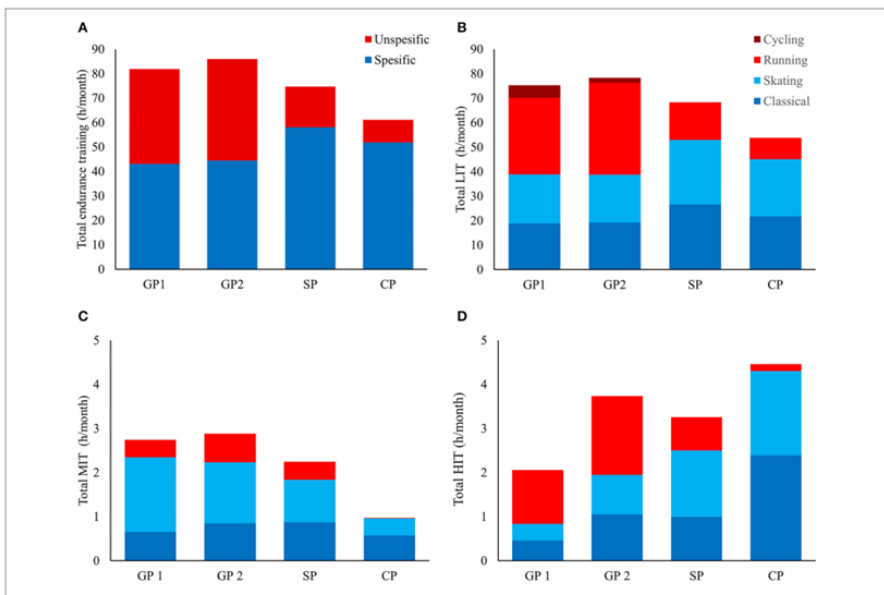 A
Unspesific
Spesific
Total endurance training (h/month)
90
80
70
60
50
40
30
20
10
0
GP1 GP2 SP CP
B
Cycling
Running
Skating
Classical
Total LIT (h/month)
90
80
70
60
50
40
30
20
10
0
GP1 GP2 SP CP
C
Total MIT (h/month)
5
4
3
2
1
0
GP 1 GP 2 SP CP
D
Total HIT (h/month)
5
4
3
2
1
0
GP 1 GP 2 SP CP